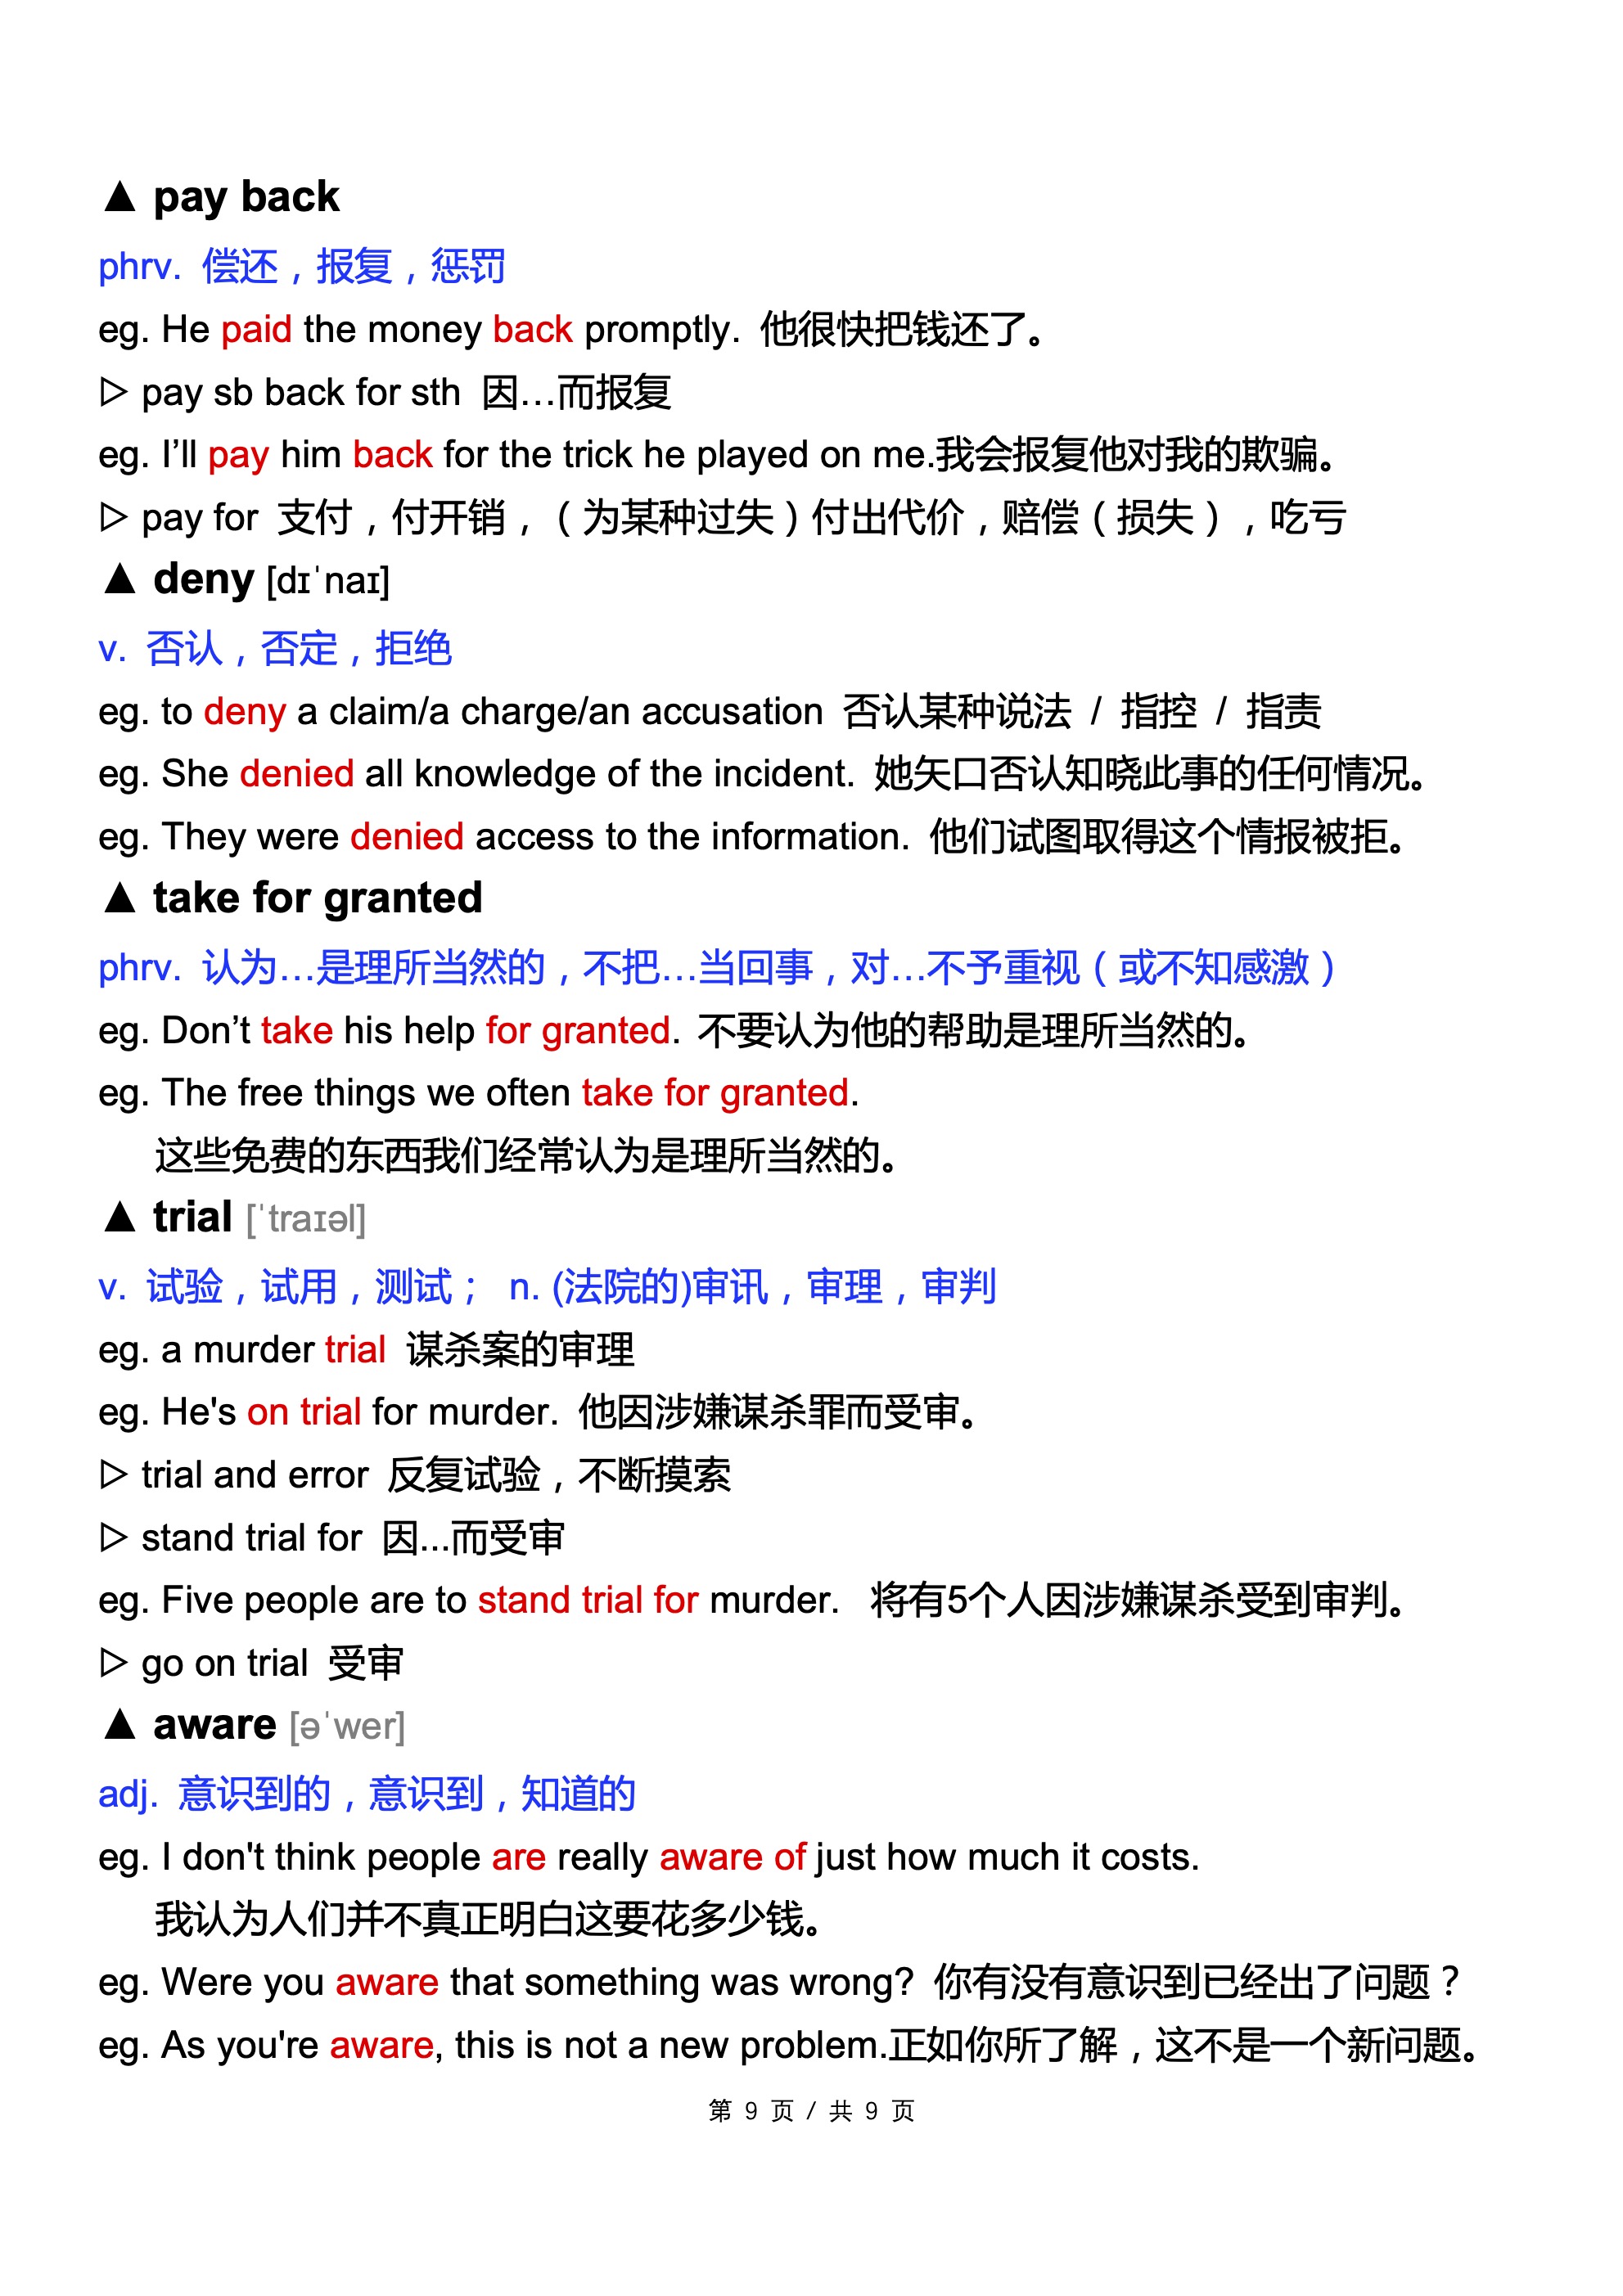 ▲ pay back
phrv. 偿还，报复，惩罚
eg. He paid the money back promptly. 他很快把钱还了。
▷ pay sb back for sth 因…而报复
eg. I’ll pay him back for the trick he played on me.我会报复他对我的欺骗。
▷ pay for 支付，付开销，（为某种过失）付出代价，赔偿（损失），吃亏
▲ deny [dɪˈnaɪ]
v. 否认，否定，拒绝
eg. to deny a claim/a charge/an accusation 否认某种说法 / 指控 / 指责
eg. She denied all knowledge of the incident. 她矢口否认知晓此事的任何情况。
eg. They were denied access to the information. 他们试图取得这个情报被拒。
▲ take for granted
phrv. 认为…是理所当然的，不把…当回事，对…不予重视（或不知感激）
eg. Don’t take his help for granted. 不要认为他的帮助是理所当然的。
eg. The free things we often take for granted.
这些免费的东西我们经常认为是理所当然的。
▲ trial [ˈtraɪəl]
v. 试验，试用，测试； n. (法院的)审讯，审理，审判
eg. a murder trial 谋杀案的审理
eg. He's on trial for murder. 他因涉嫌谋杀罪而受审。
▷ trial and error 反复试验，不断摸索
▷ stand trial for 因...而受审
eg. Five people are to stand trial for murder. 将有5个人因涉嫌谋杀受到审判。
▷ go on trial 受审
▲ aware [əˈwer]
adj. 意识到的，意识到，知道的
eg. I don't think people are really aware of just how much it costs.
我认为人们并不真正明白这要花多少钱。
eg. Were you aware that something was wrong? 你有没有意识到已经出了问题？
eg. As you're aware, this is not a new problem.正如你所了解，这不是一个新问题。
第 9 页 / 共 9 页